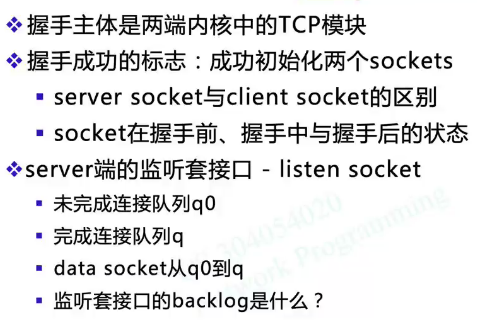 握手主体是两端内核中的TCP模块
握手成功的标志：成功初始化两个sockets
server socket与client socket的区别
socket在握手前、握手中与握手后的状态
server端的监听套接口 - listen socket
未完成连接队列q0
完成连接队列q
data socket从q0到q
监听套接口的backlog是什么？
304054020
Network Programming